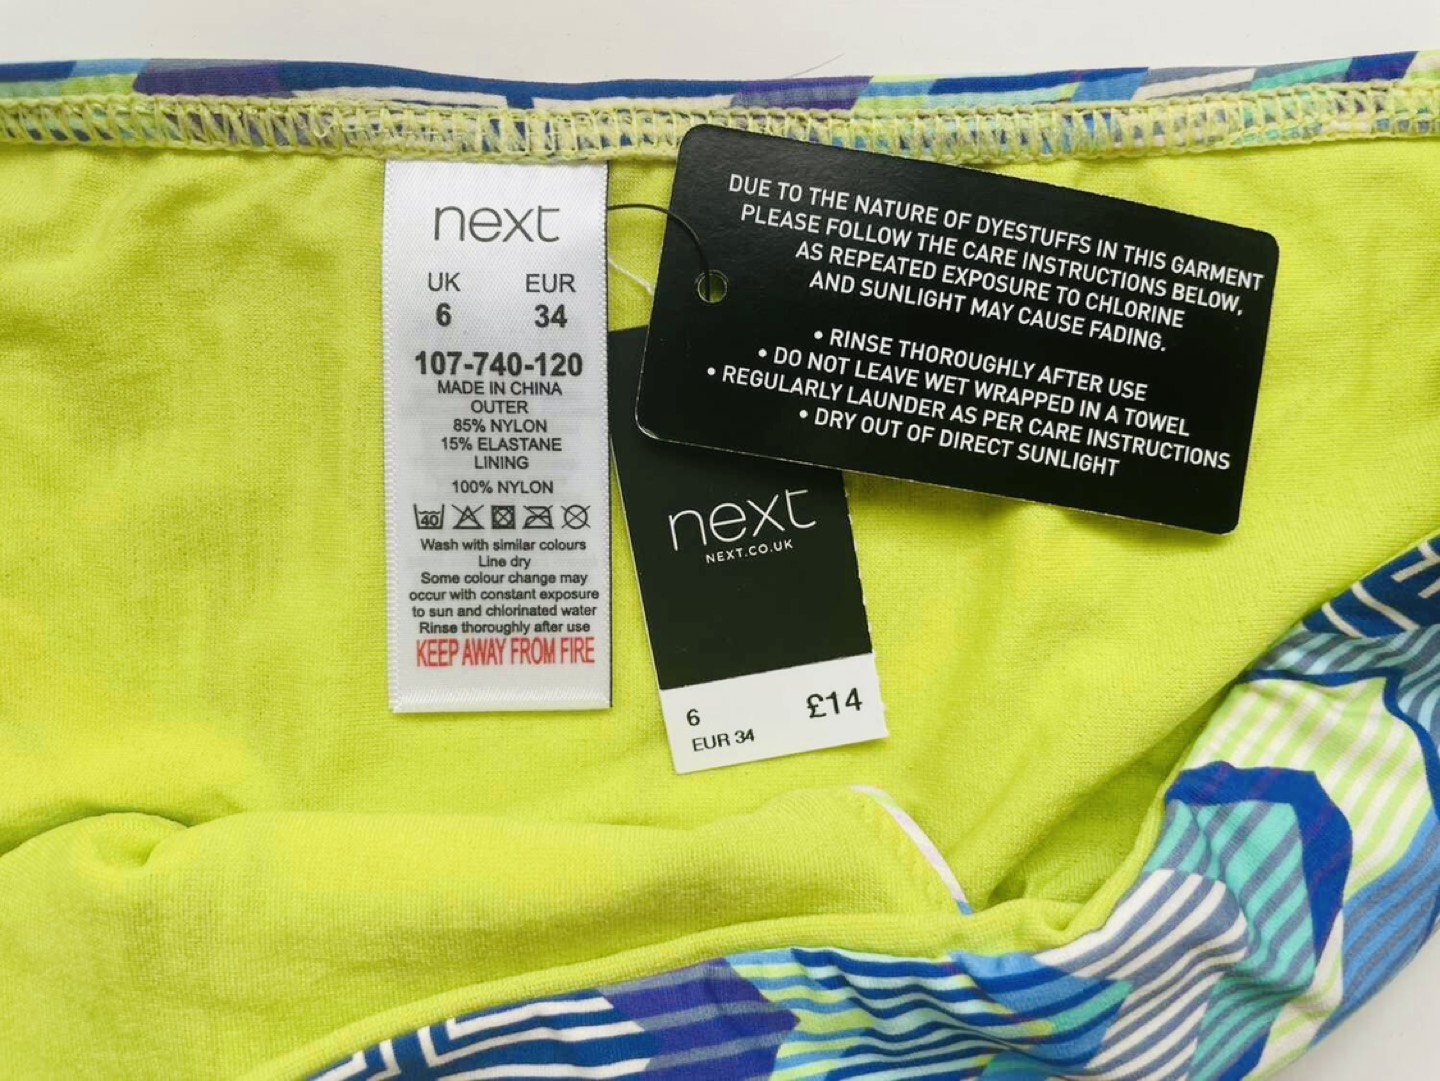 next
UK EUR
6 34
107-740-120
MADE IN CHINA
OUTER
85% NYLON
15% ELASTANE
LINING
100% NYLON
40
Wash with similar colours
Line dry
Some colour change may
occur with constant exposure
to sun and chlorinated water
Rinse thoroughly after use
KEEP AWAY FROM FIRE
DUE TO THE NATURE OF DYESTUFFS IN THIS GARMENT
PLEASE FOLLOW THE CARE INSTRUCTIONS BELOW,
AS REPEATED EXPOSURE TO CHLORINE
AND SUNLIGHT MAY CAUSE FADING.
• RINSE THOROUGHLY AFTER USE
• DO NOT LEAVE WET WRAPPED IN A TOWEL
• REGULARLY LAUNDER AS PER CARE INSTRUCTIONS
• DRY OUT OF DIRECT SUNLIGHT
next
NEXT.CO.UK
6 £14
EUR 34